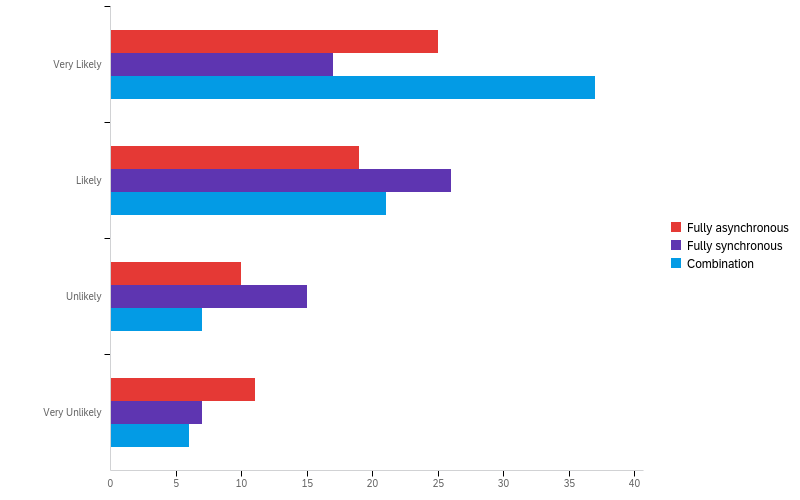 Very Likely
Likely
Unlikely
Very Unlikely
0 5 10 15 20 25 30 35 40
Fully asynchronous
Fully synchronous
Combination